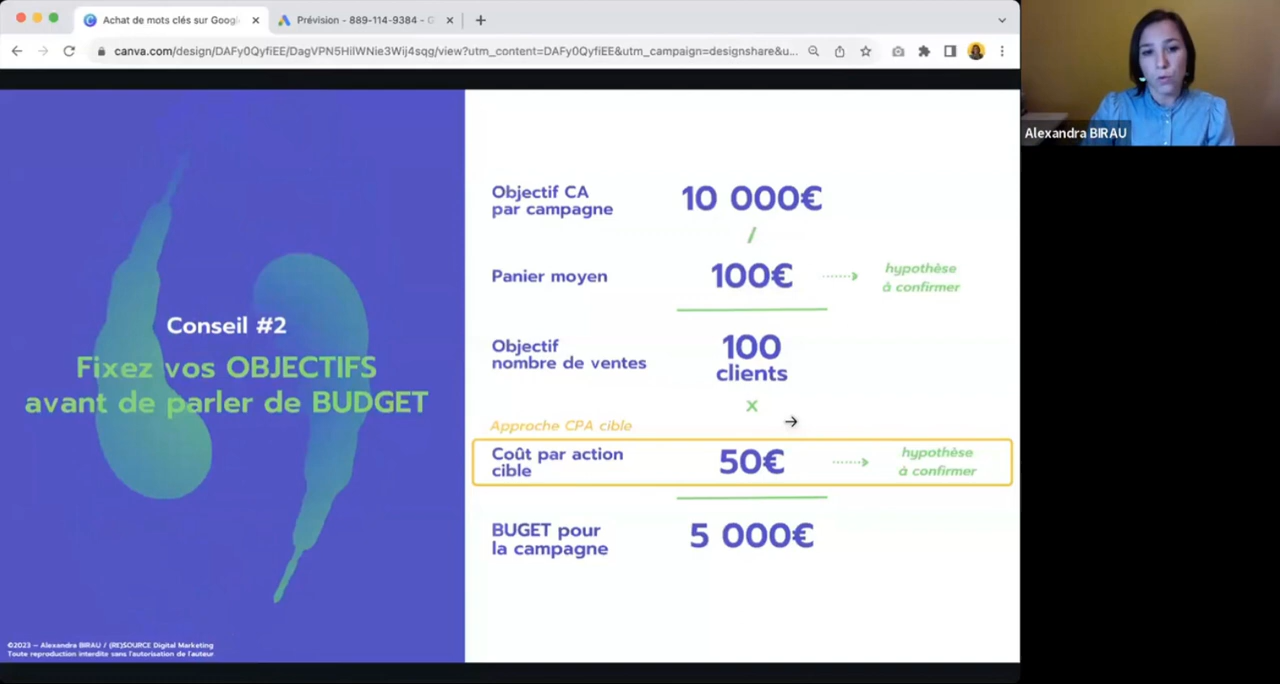 Achat de mots clés sur Googl
Prévision - 889-114-9384 - G
canva.com/design/DAFy0QyfiEE/DagVPN5HilWNie3Wij4sqg/view?utm_content=DAFy0QyfiEE&utm_campaign=designshare&u...
Alexandra BIRAU
Conseil #2
Fixez vos OBJECTIFS
avant de parler de BUDGET
©2023 – Alexandra BIRAU / (RE)SOURCE Digital Marketing
Toute reproduction interdite sans l'autorisation de l'auteur
Objectif CA
par campagne
10 000€
/
Panier moyen
100€
hypothèse
à confirmer
Objectif
nombre de ventes
100
clients
x
Approche CPA cible
Coût par action
cible
50€
hypothèse
à confirmer
BUGET pour
la campagne
5 000€